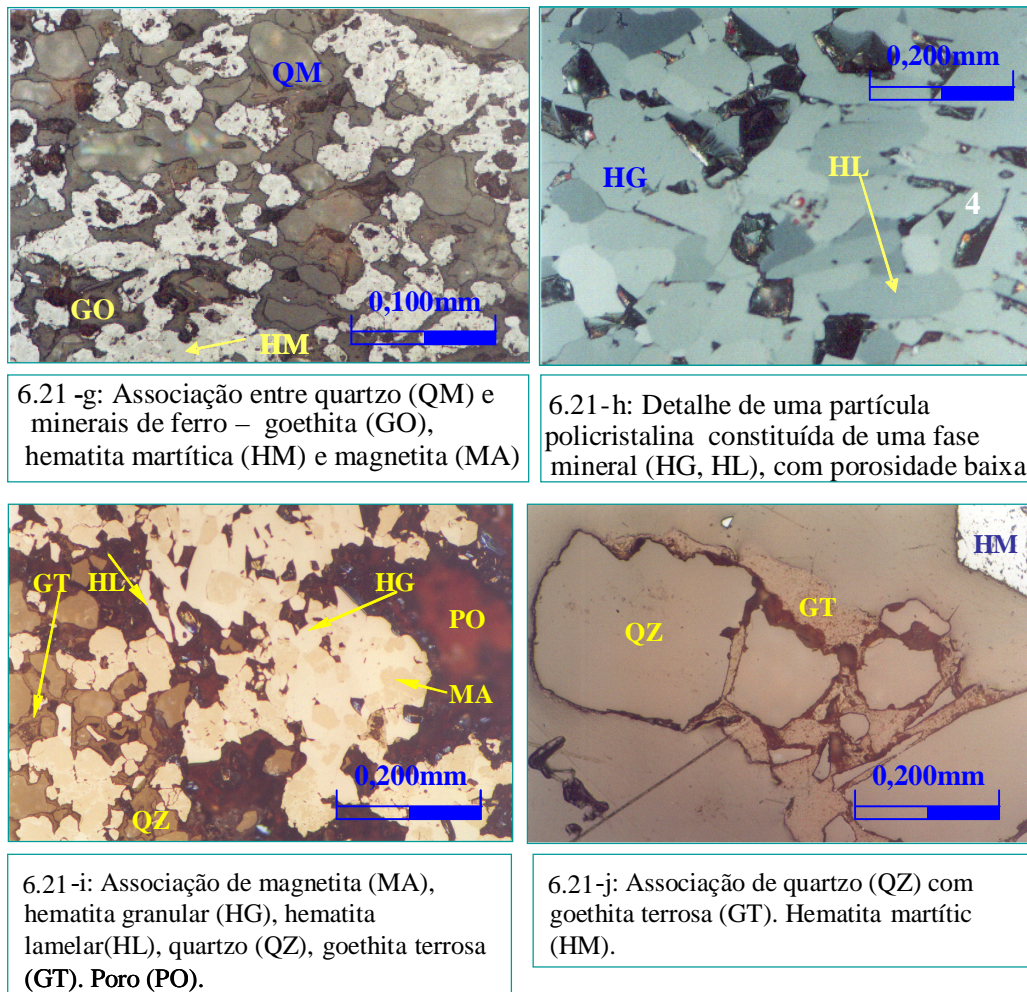 QM
GO
HM
0,100mm
0,200mm
HG
HL
4
6.21 -g: Associação entre quartzo (QM) e
minerais de ferro – goethita (GO),
hematita martítica (HM) e magnetita (MA)
6.21-h: Detalhe de uma partícula
policristalina constituída de uma fase
mineral (HG, HL), com porosidade baixa
GT
HL
HG
PO
MA
QZ
0,200mm
HM
GT
QZ
0,200mm
6.21-i: Associação de magnetita (MA),
hematita granular (HG), hematita
lamelar(HL), quartzo (QZ), goethita terrosa
(GT). Poro (PO).
6.21-j: Associação de quartzo (QZ) com
goethita terrosa (GT). Hematita martític
(HM).